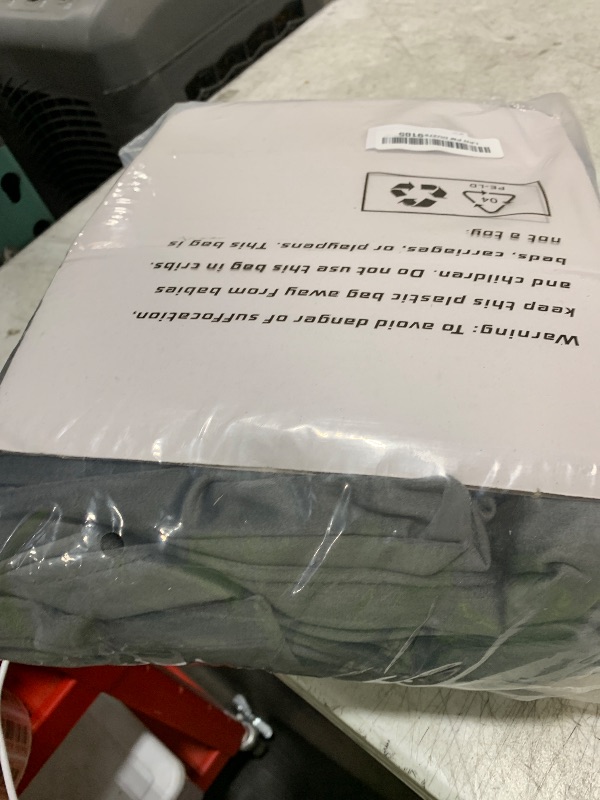 Warning: To avoid danger of suffocation,
keep this plastic bag away from babies
and children. Do not use this bag in cribs.
beds, carriages, or playpens. This bag is
not a toy.
04
PE-LD